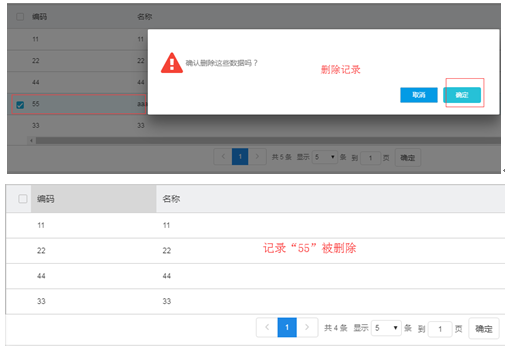 编码 名称
11 11
确认删除这些数据吗？
22 22
删除记录
44 44
取消 确定
55 aaa
33 33
1 共 5 条 显示 5 条 到 1 页 确定
编码 名称
11 11
22 22
记录“55”被删除
44 44
33 33
1 共 4 条 显示 5 条 到 1 页 确定